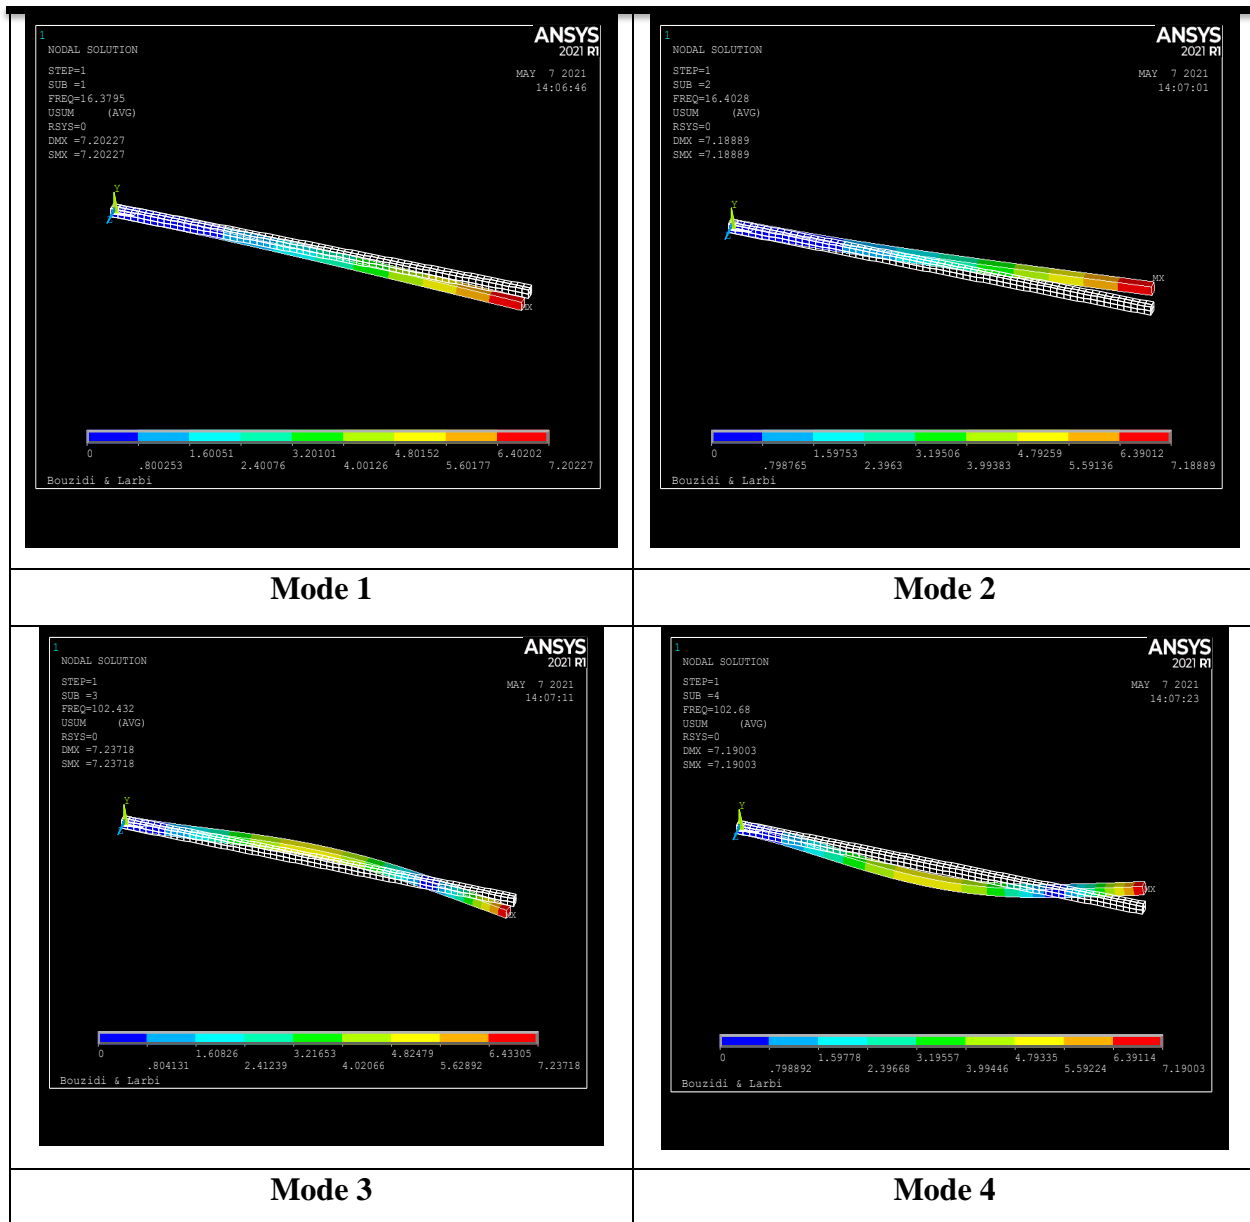 1
ANSYS
2021 R1
NODAL SOLUTION
MAY 7 2021
14:06:46
STEP=1
SUB =1
FREQ=16.3795
USUM (AVG)
RSYS=0
DMX =7.20227
SMX =7.20227
Y
Z
MX
0 1.60051 3.20101 4.80152 6.40202
.800253 2.40076 4.00126 5.60177 7.20227
Bouzidi & Larbi
1
ANSYS
2021 R1
NODAL SOLUTION
MAY 7 2021
14:07:01
STEP=1
SUB =2
FREQ=16.4028
USUM (AVG)
RSYS=0
DMX =7.18889
SMX =7.18889
Y
Z
MX
0 1.59753 3.19506 4.79259 6.39012
.798765 2.3963 3.99383 5.59136 7.18889
Bouzidi & Larbi
Mode 1
Mode 2
1
ANSYS
2021 R1
NODAL SOLUTION
MAY 7 2021
14:07:11
STEP=1
SUB =3
FREQ=102.432
USUM (AVG)
RSYS=0
DMX =7.23718
SMX =7.23718
Y
Z
MX
0 1.60826 3.21653 4.82479 6.43305
.804131 2.41239 4.02066 5.62892 7.23718
Bouzidi & Larbi
1
ANSYS
2021 R1
NODAL SOLUTION
MAY 7 2021
14:07:23
STEP=1
SUB =4
FREQ=102.68
USUM (AVG)
RSYS=0
DMX =7.19003
SMX =7.19003
Y
Z
MX
0 1.59778 3.19557 4.79335 6.39114
.798892 2.39668 3.99446 5.59224 7.19003
Bouzidi & Larbi
Mode 3
Mode 4